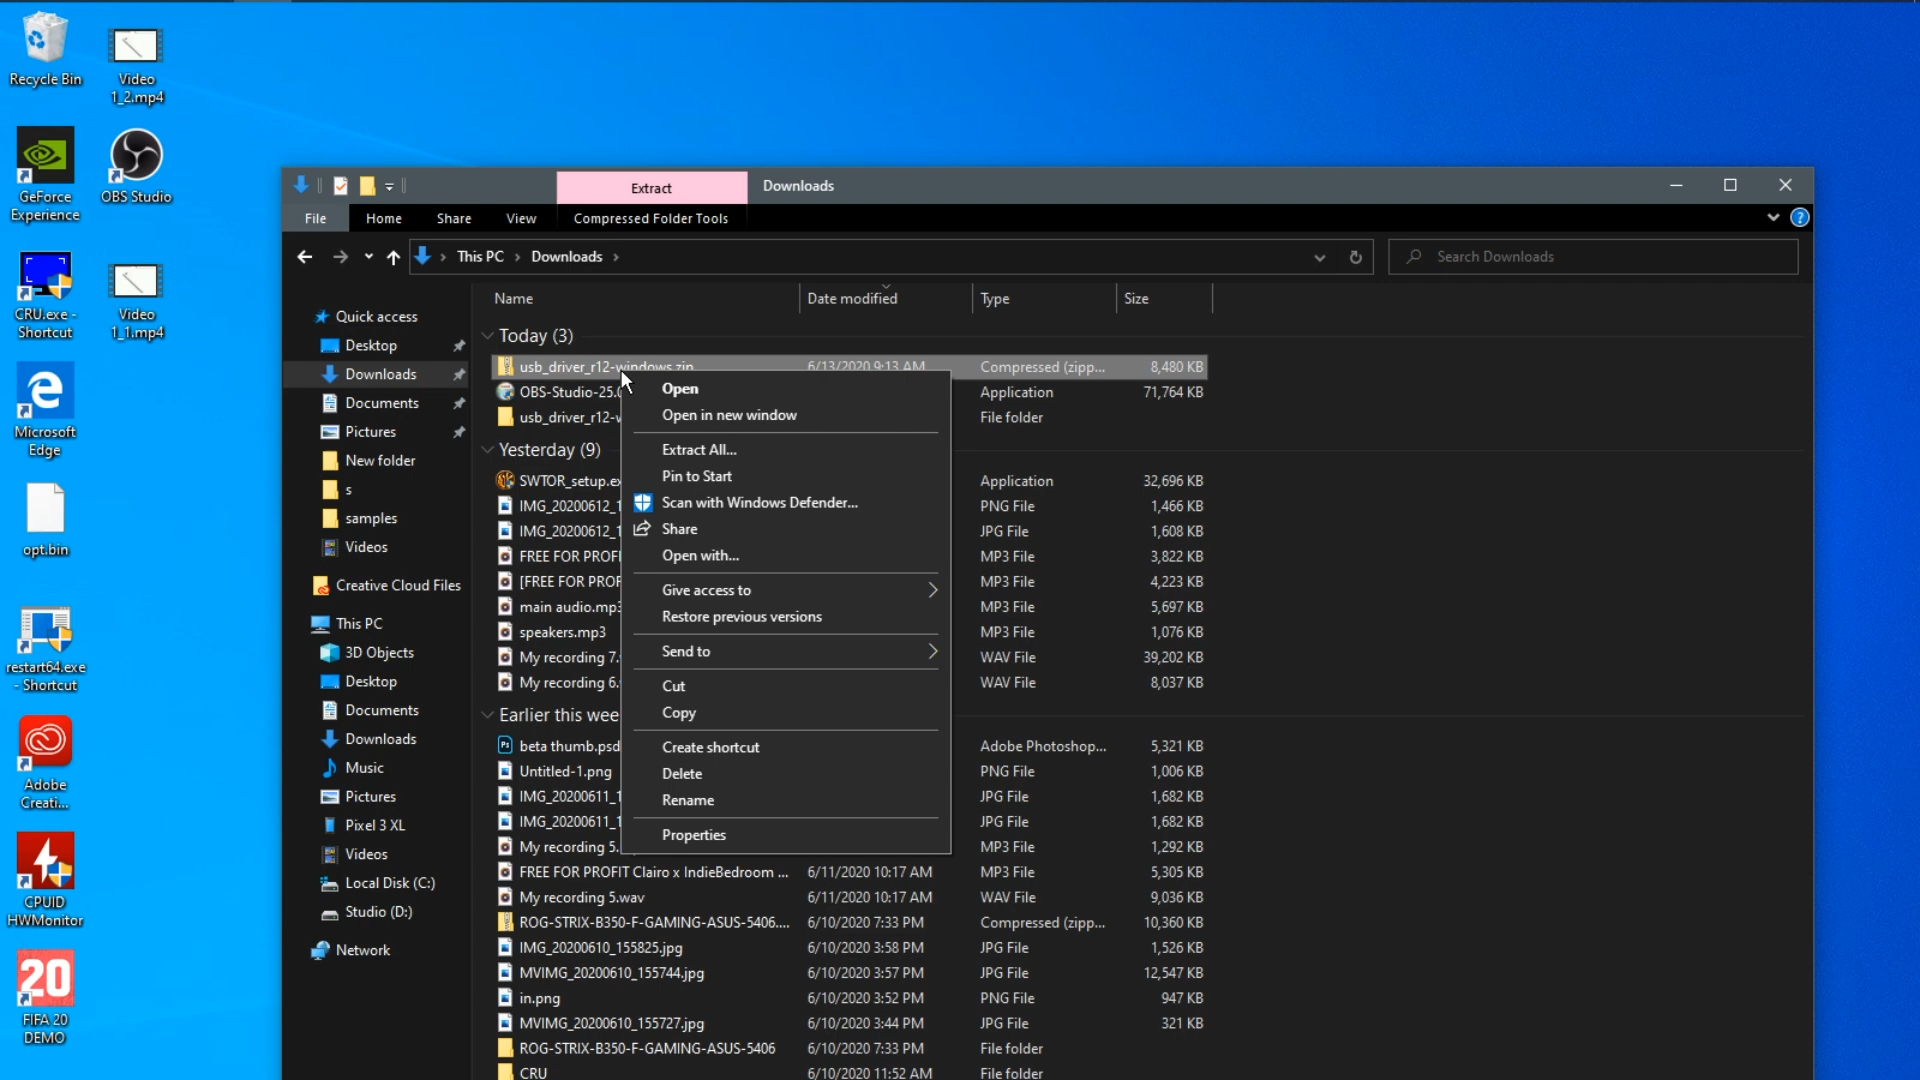 Recycle Bin
Video
1_2.mp4
GeForce
Experience
OBS Studio
CRU.exe -
Shortcut
Video
1_1.mp4
Microsoft
Edge
opt.bin
restart64.exe
- Shortcut
Adobe
Creati...
CPUID
HWMonitor
20
FIFA 20
DEMO
Extract
Downloads
File
Home
Share
View
Compressed Folder Tools
?
This PC
Downloads
Search Downloads
Name
Date modified
Type
Size
Quick access
Desktop
Downloads
Documents
Pictures
New folder
s
samples
Videos
Creative Cloud Files
This PC
3D Objects
Desktop
Documents
Downloads
Music
Pictures
Pixel 3 XL
Videos
Local Disk (C:)
Studio (D:)
Network
Today (3)
usb_driver_r12-windows.zip 6/13/2020 9:13 AM Compressed (zipp... 8,480 KB
OBS-Studio-25. Application 71,764 KB
usb_driver_r12- File folder
Yesterday (9)
SWTOR_setup.ex Application 32,696 KB
IMG_20200612_1 PNG File 1,466 KB
IMG_20200612_1 JPG File 1,608 KB
FREE FOR PROF MP3 File 3,822 KB
[FREE FOR PROF MP3 File 4,223 KB
main audio.mp3 MP3 File 5,697 KB
speakers.mp3 MP3 File 1,076 KB
My recording 7. WAV File 39,202 KB
My recording 6. WAV File 8,037 KB
Earlier this wee
Ps beta thumb.psd Adobe Photoshop... 5,321 KB
Untitled-1.png PNG File 1,006 KB
IMG_20200611_1 JPG File 1,682 KB
IMG_20200611_1 JPG File 1,682 KB
My recording 5. MP3 File 1,292 KB
FREE FOR PROFIT Clairo x IndieBedroom ... 6/11/2020 10:17 AM MP3 File 5,305 KB
My recording 5.wav 6/11/2020 10:17 AM WAV File 9,036 KB
ROG-STRIX-B350-F-GAMING-ASUS-5406.... 6/10/2020 7:33 PM Compressed (zipp... 10,360 KB
IMG_20200610_155825.jpg 6/10/2020 3:58 PM JPG File 1,526 KB
MVIMG_20200610_155744.jpg 6/10/2020 3:57 PM JPG File 12,547 KB
in.png 6/10/2020 3:52 PM PNG File 947 KB
MVIMG_20200610_155727.jpg 6/10/2020 3:44 PM JPG File 321 KB
ROG-STRIX-B350-F-GAMING-ASUS-5406 6/10/2020 7:33 PM File folder
CRU 6/10/2020 11:52 AM File folder
Open
Open in new window
Extract All...
Pin to Start
Scan with Windows Defender...
Share
Open with...
Give access to
Restore previous versions
Send to
Cut
Copy
Create shortcut
Delete
Rename
Properties